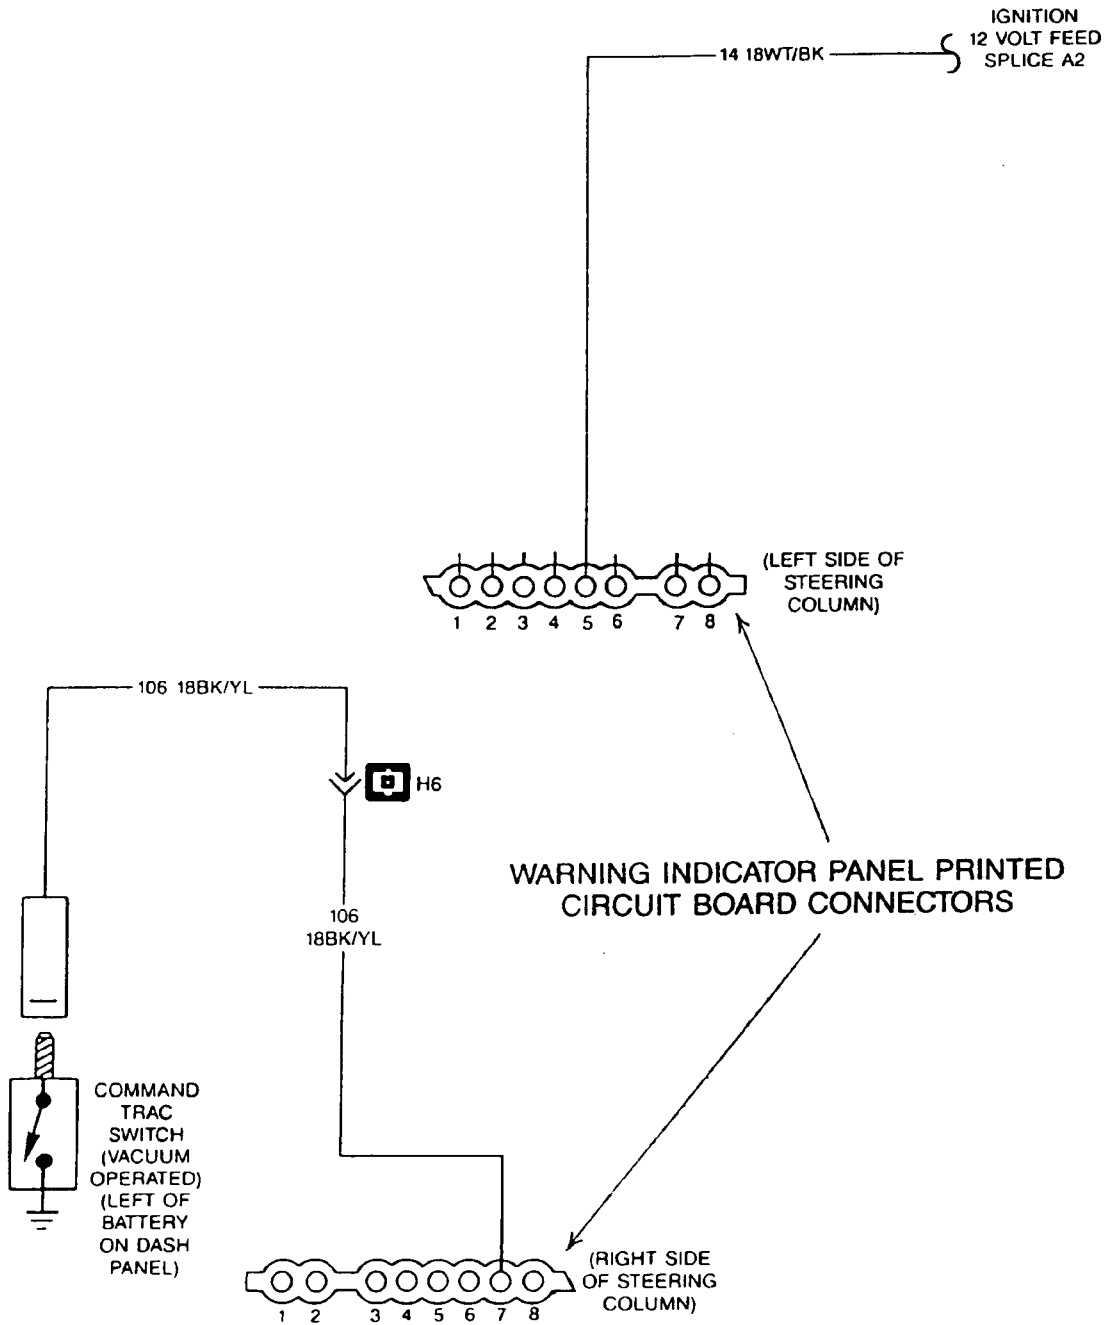 IGNITION
12 VOLT FEED
SPLICE A2
14 18WT/BK
(LEFT SIDE OF
STEERING
COLUMN)
1 2 3 4 5 6 7 8
106 18BK/YL
H6
WARNING INDICATOR PANEL PRINTED
CIRCUIT BOARD CONNECTORS
106
18BK/YL
COMMAND
TRAC
SWITCH
(VACUUM
OPERATED)
(LEFT OF
BATTERY
ON DASH
PANEL)
(RIGHT SIDE
OF STEERING
COLUMN)
1 2 3 4 5 6 7 8